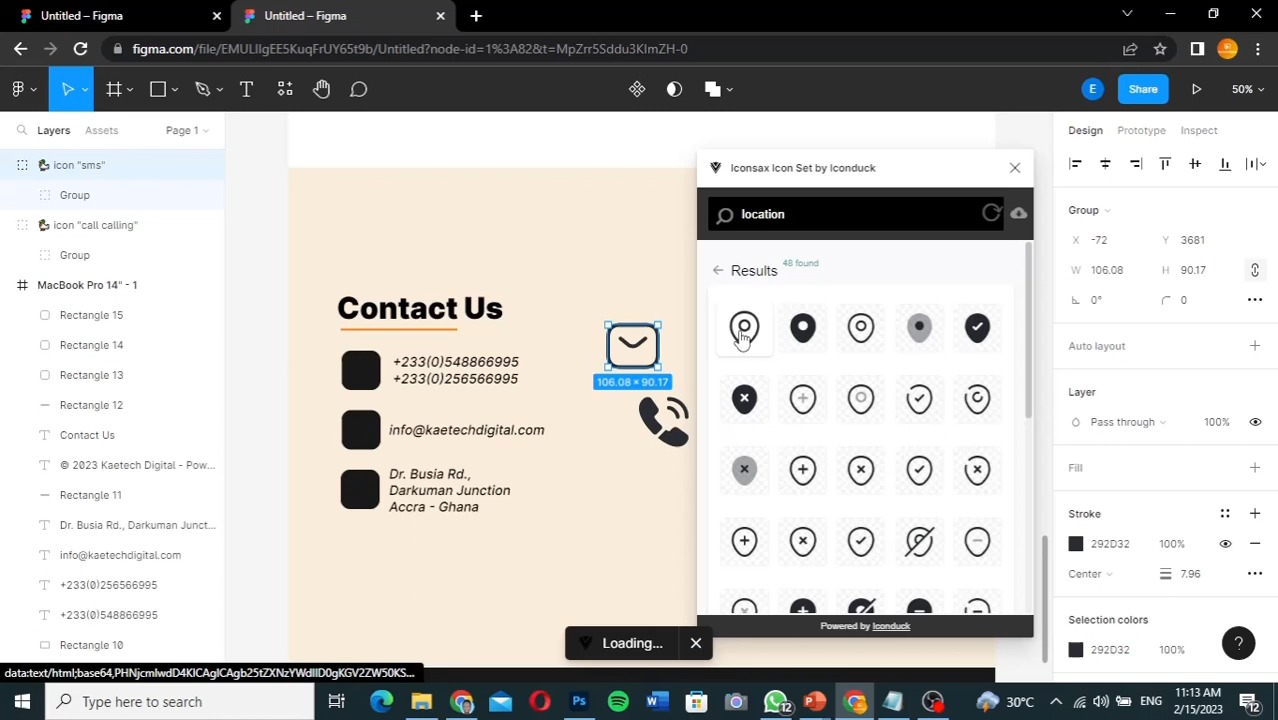 Untitled – Figma
Untitled – Figma
figma.com/file/EMULlIgEE5KuqFrUY65t9b/Untitled?node-id=1%3A82&t=MpZrr5Sddu3KlmZH-0
E
Share
50%
Layers
Assets
Page 1
icon "sms"
Group
icon "call calling"
Group
MacBook Pro 14" - 1
Rectangle 15
Rectangle 14
Rectangle 13
Rectangle 12
Contact Us
© 2023 Kaetech Digital - Pow...
Rectangle 11
Dr. Busia Rd., Darkuman Junct...
info@kaetechdigital.com
+233(0)256566995
+233(0)548866995
Rectangle 10
Contact Us
+233(0)548866995
+233(0)256566995
info@kaetechdigital.com
Dr. Busia Rd.,
Darkuman Junction
Accra - Ghana
106.08 × 90.17
Iconsax Icon Set by Iconduck
location
Results
48 found
Powered by Iconduck
Loading...
Design
Prototype
Inspect
Group
X -72
Y 3681
W 106.08
H 90.17
0°
0
Auto layout
Layer
Pass through
100%
Fill
Stroke
292D32
100%
Center
7.96
Selection colors
292D32
100%
?
Type here to search
12
30°C
ENG
11:13 AM
2/15/2023
12